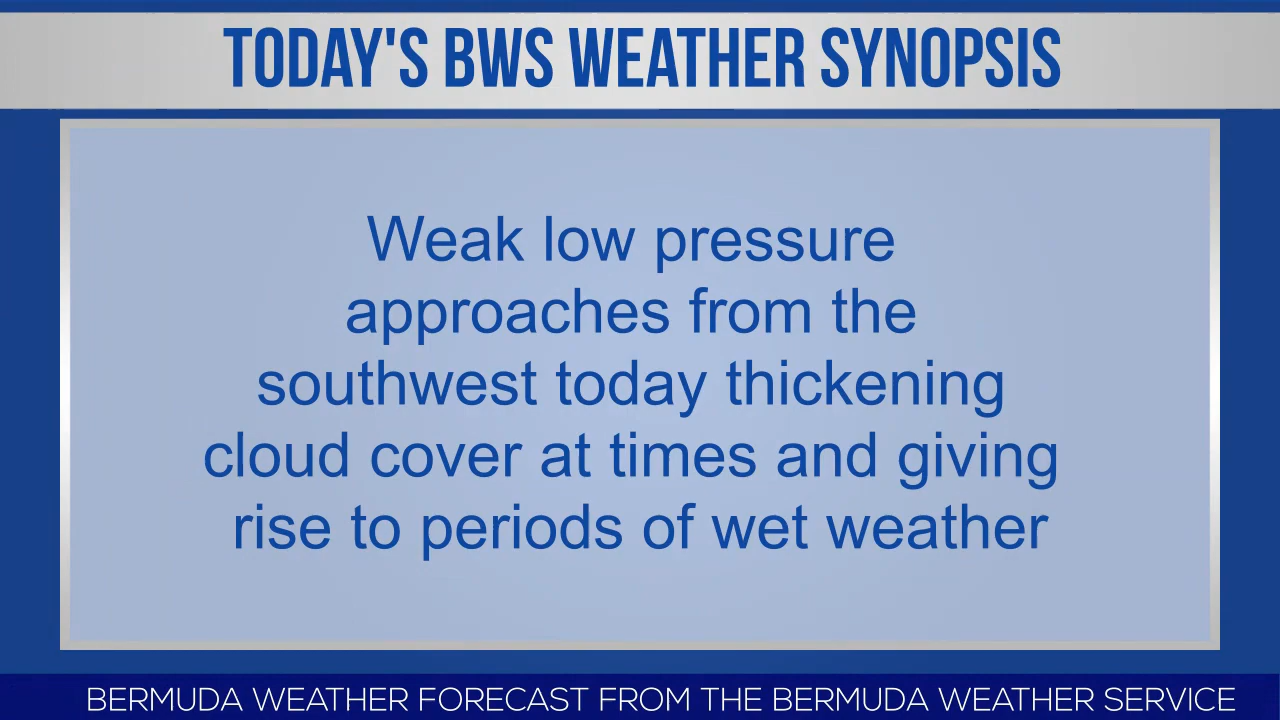 TODAY'S BWS WEATHER SYNOPSIS
Weak low pressure
approaches from the
southwest today thickening
cloud cover at times and giving
rise to periods of wet weather
BERMUDA WEATHER FORECAST FROM THE BERMUDA WEATHER SERVICE